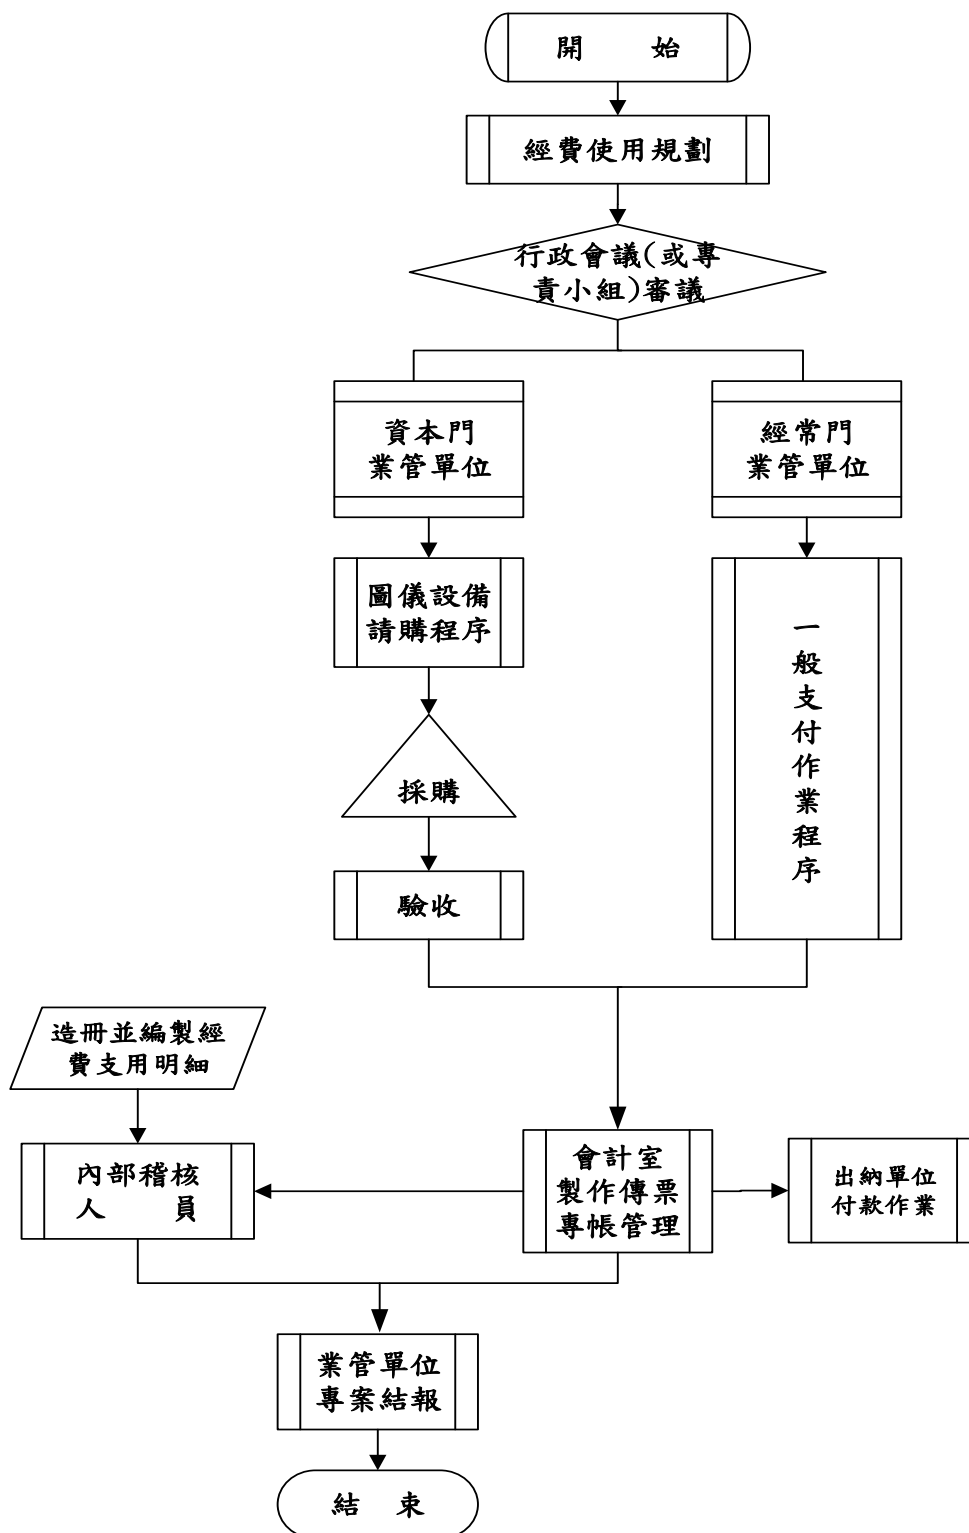 開　始
經費使用規劃
行政會議(或專
責小組)審議
資本門
業管單位
經常門
業管單位
圖儀設備
請購程序
一般支付作業程序
採購
驗收
造冊並編製經
費支用明細
內部稽核
人　員
會計室
製作傳票
專帳管理
出納單位
付款作業
業管單位
專案結報
結　束